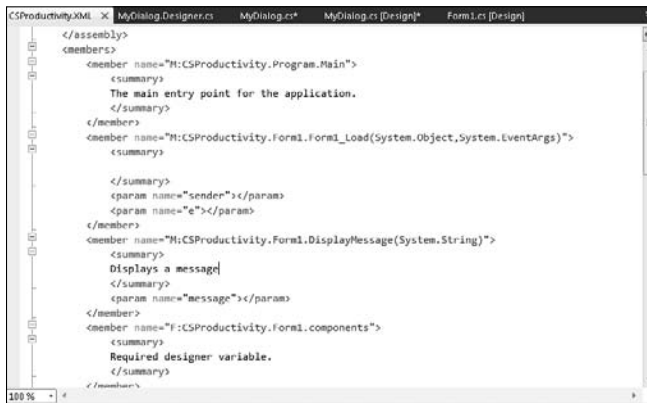 CSProductivity.XML × MyDialog.Designer.cs MyDialog.cs* MyDialog.cs [Design]* Form1.cs [Design]
</assembly>
<members>
<member name="M:CSProductivity.Program.Main">
<summary>
The main entry point for the application.
</summary>
</member>
<member name="M:CSProductivity.Form1.Form1_Load(System.Object,System.EventArgs)">
<summary>
</summary>
<param name="sender"></param>
<param name="e"></param>
</member>
<member name="M:CSProductivity.Form1.DisplayMessage(System.String)">
<summary>
Displays a message
</summary>
<param name="message"></param>
</member>
<member name="F:CSProductivity.Form1.components">
<summary>
Required designer variable.
</summary>
</member>
100 %